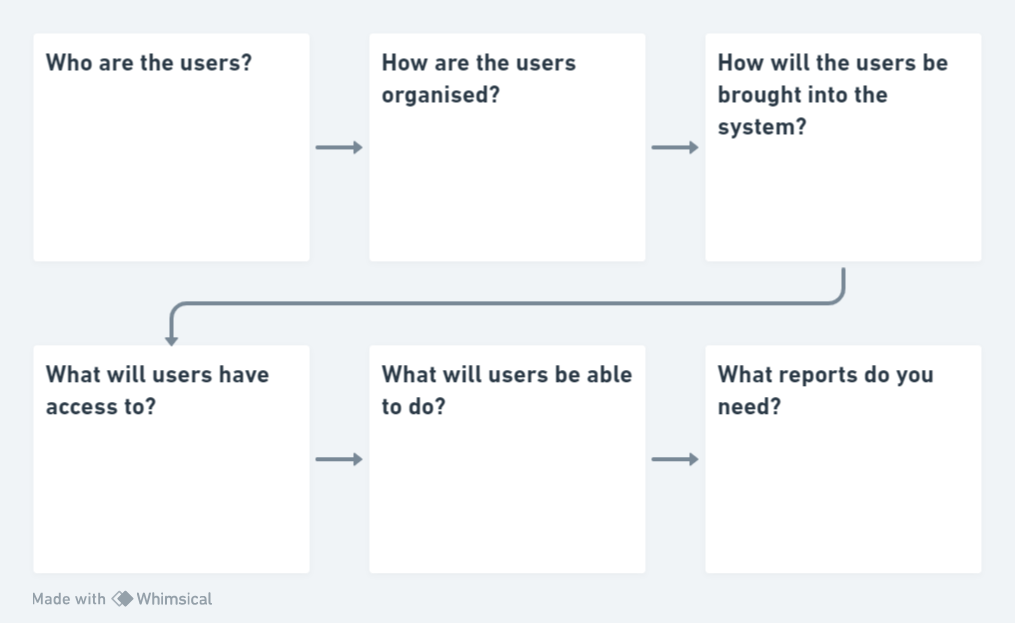 Who are the users?
How are the users
organised?
How will the users be
brought into the
system?
What will users have
access to?
What will users be able
to do?
What reports do you
need?
Made with Whimsical